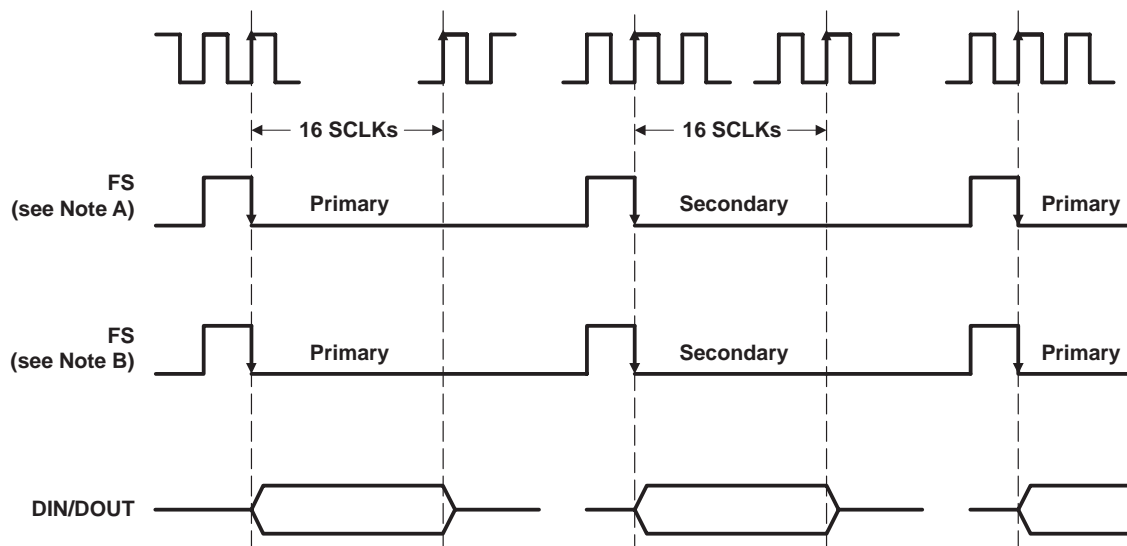 16 SCLKs
16 SCLKs
FS
(see Note A)
Primary
Secondary
Primary
FS
(see Note B)
Primary
Secondary
Primary
DIN/DOUT